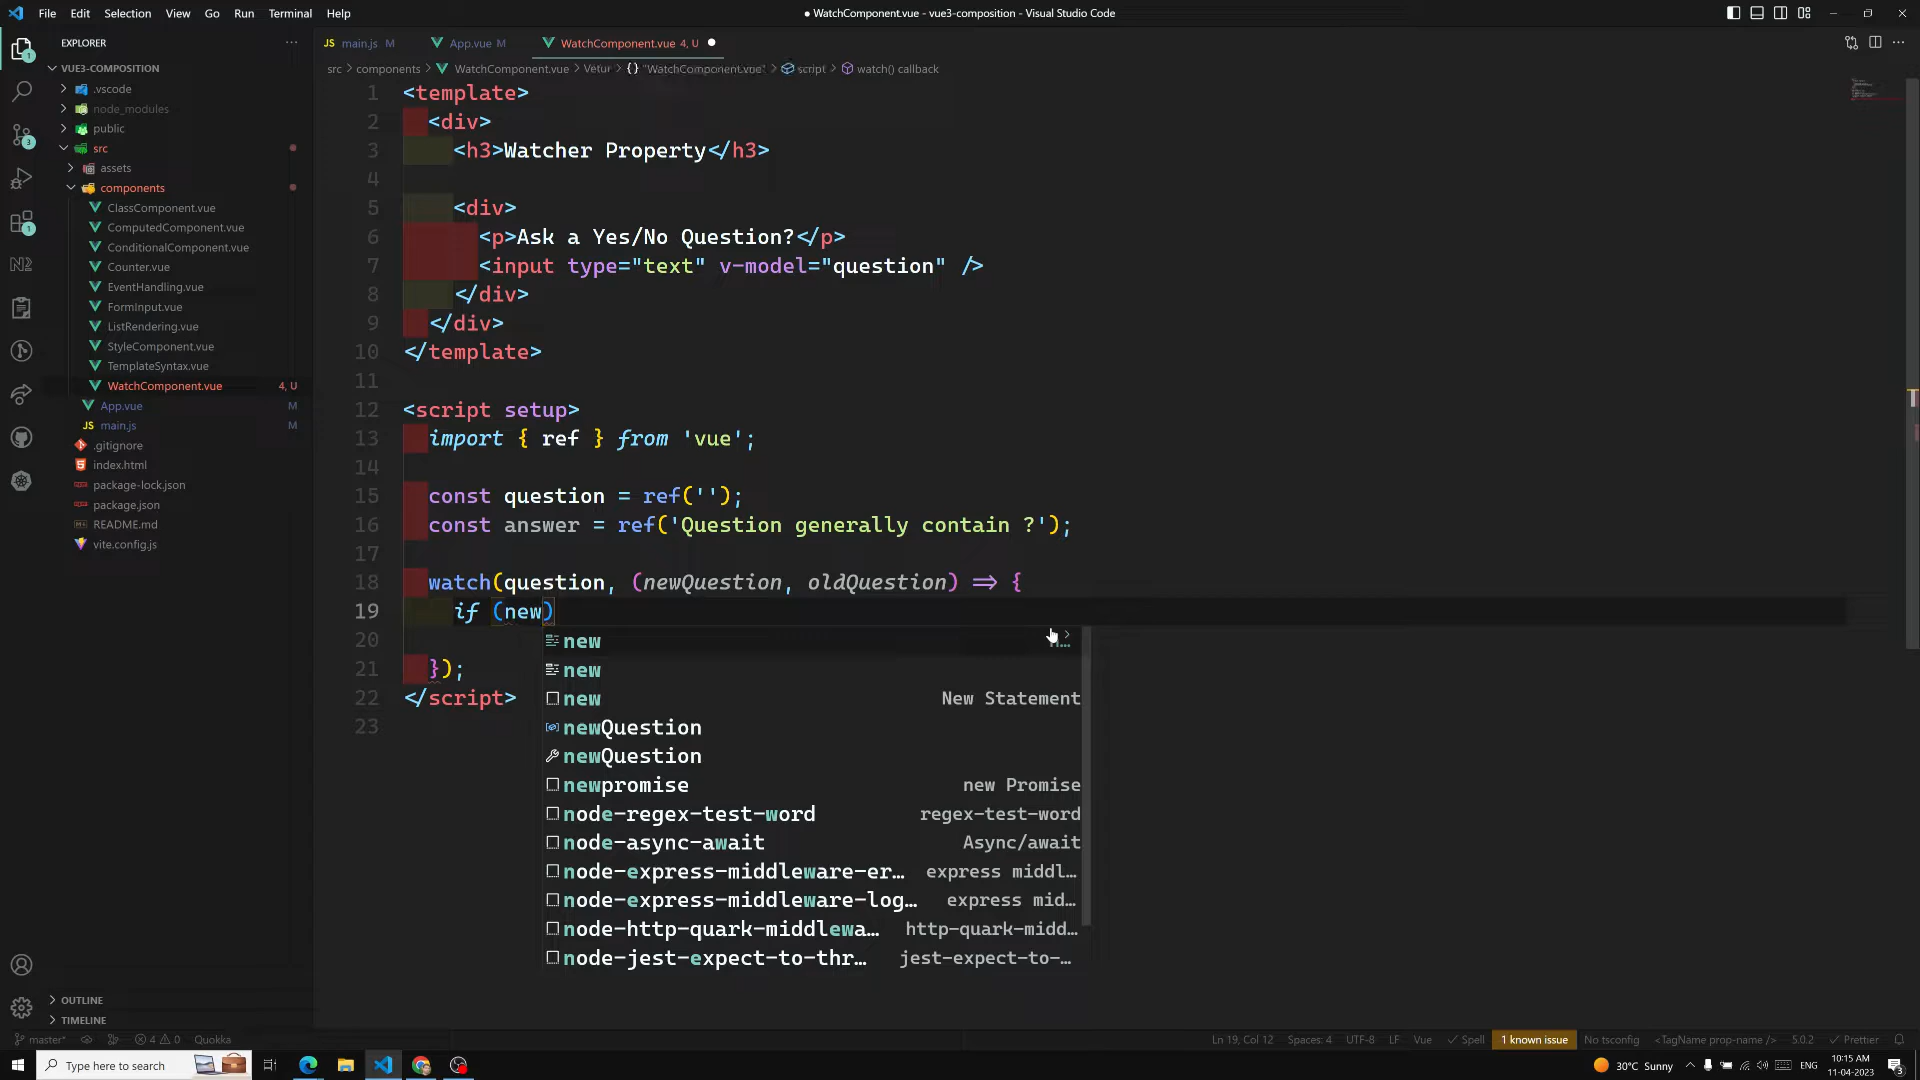 File Edit Selection View Go Run Terminal Help
● WatchComponent.vue - vue3-composition - Visual Studio Code
EXPLORER
VUE3-COMPOSITION
.vscode
node_modules
public
src
assets
components
ClassComponent.vue
ComputedComponent.vue
ConditionalComponent.vue
Counter.vue
EventHandling.vue
FormInput.vue
ListRendering.vue
StyleComponent.vue
TemplateSyntax.vue
WatchComponent.vue 4, U
App.vue M
main.js M
.gitignore
index.html
package-lock.json
package.json
README.md
vite.config.js
OUTLINE
TIMELINE
main.js M App.vue M WatchComponent.vue 4, U
src > components > WatchComponent.vue > Vetur > {} "WatchComponent.vue" > script > watch() callback
1 <template>
2 <div>
3 <h3>Watcher Property</h3>
4
5 <div>
6 <p>Ask a Yes/No Question?</p>
7 <input type="text" v-model="question" />
8 </div>
9 </div>
10 </template>
11
12 <script setup>
13 import { ref } from 'vue';
14
15 const question = ref('');
16 const answer = ref('Question generally contain ?');
17
18 watch(question, (newQuestion, oldQuestion) => {
19 if (new)
20
21 });
22 </script>
23
new
new
new New Statement
newQuestion
newQuestion
newpromise new Promise
node-regex-test-word regex-test-word
node-async-await Async/await
node-express-middleware-er… express middl…
node-express-middleware-log… express mid…
node-http-quark-middlewa… http-quark-midd…
node-jest-expect-to-thr… jest-expect-to-…
master* 4 0 Quokka
Ln 19, Col 12 Spaces: 4 UTF-8 LF Vue Spell 1 known issue No tsconfig <TagName prop-name /> 5.0.2 Prettier
Type here to search
30°C Sunny ENG 10:15 AM
11-04-2023 3